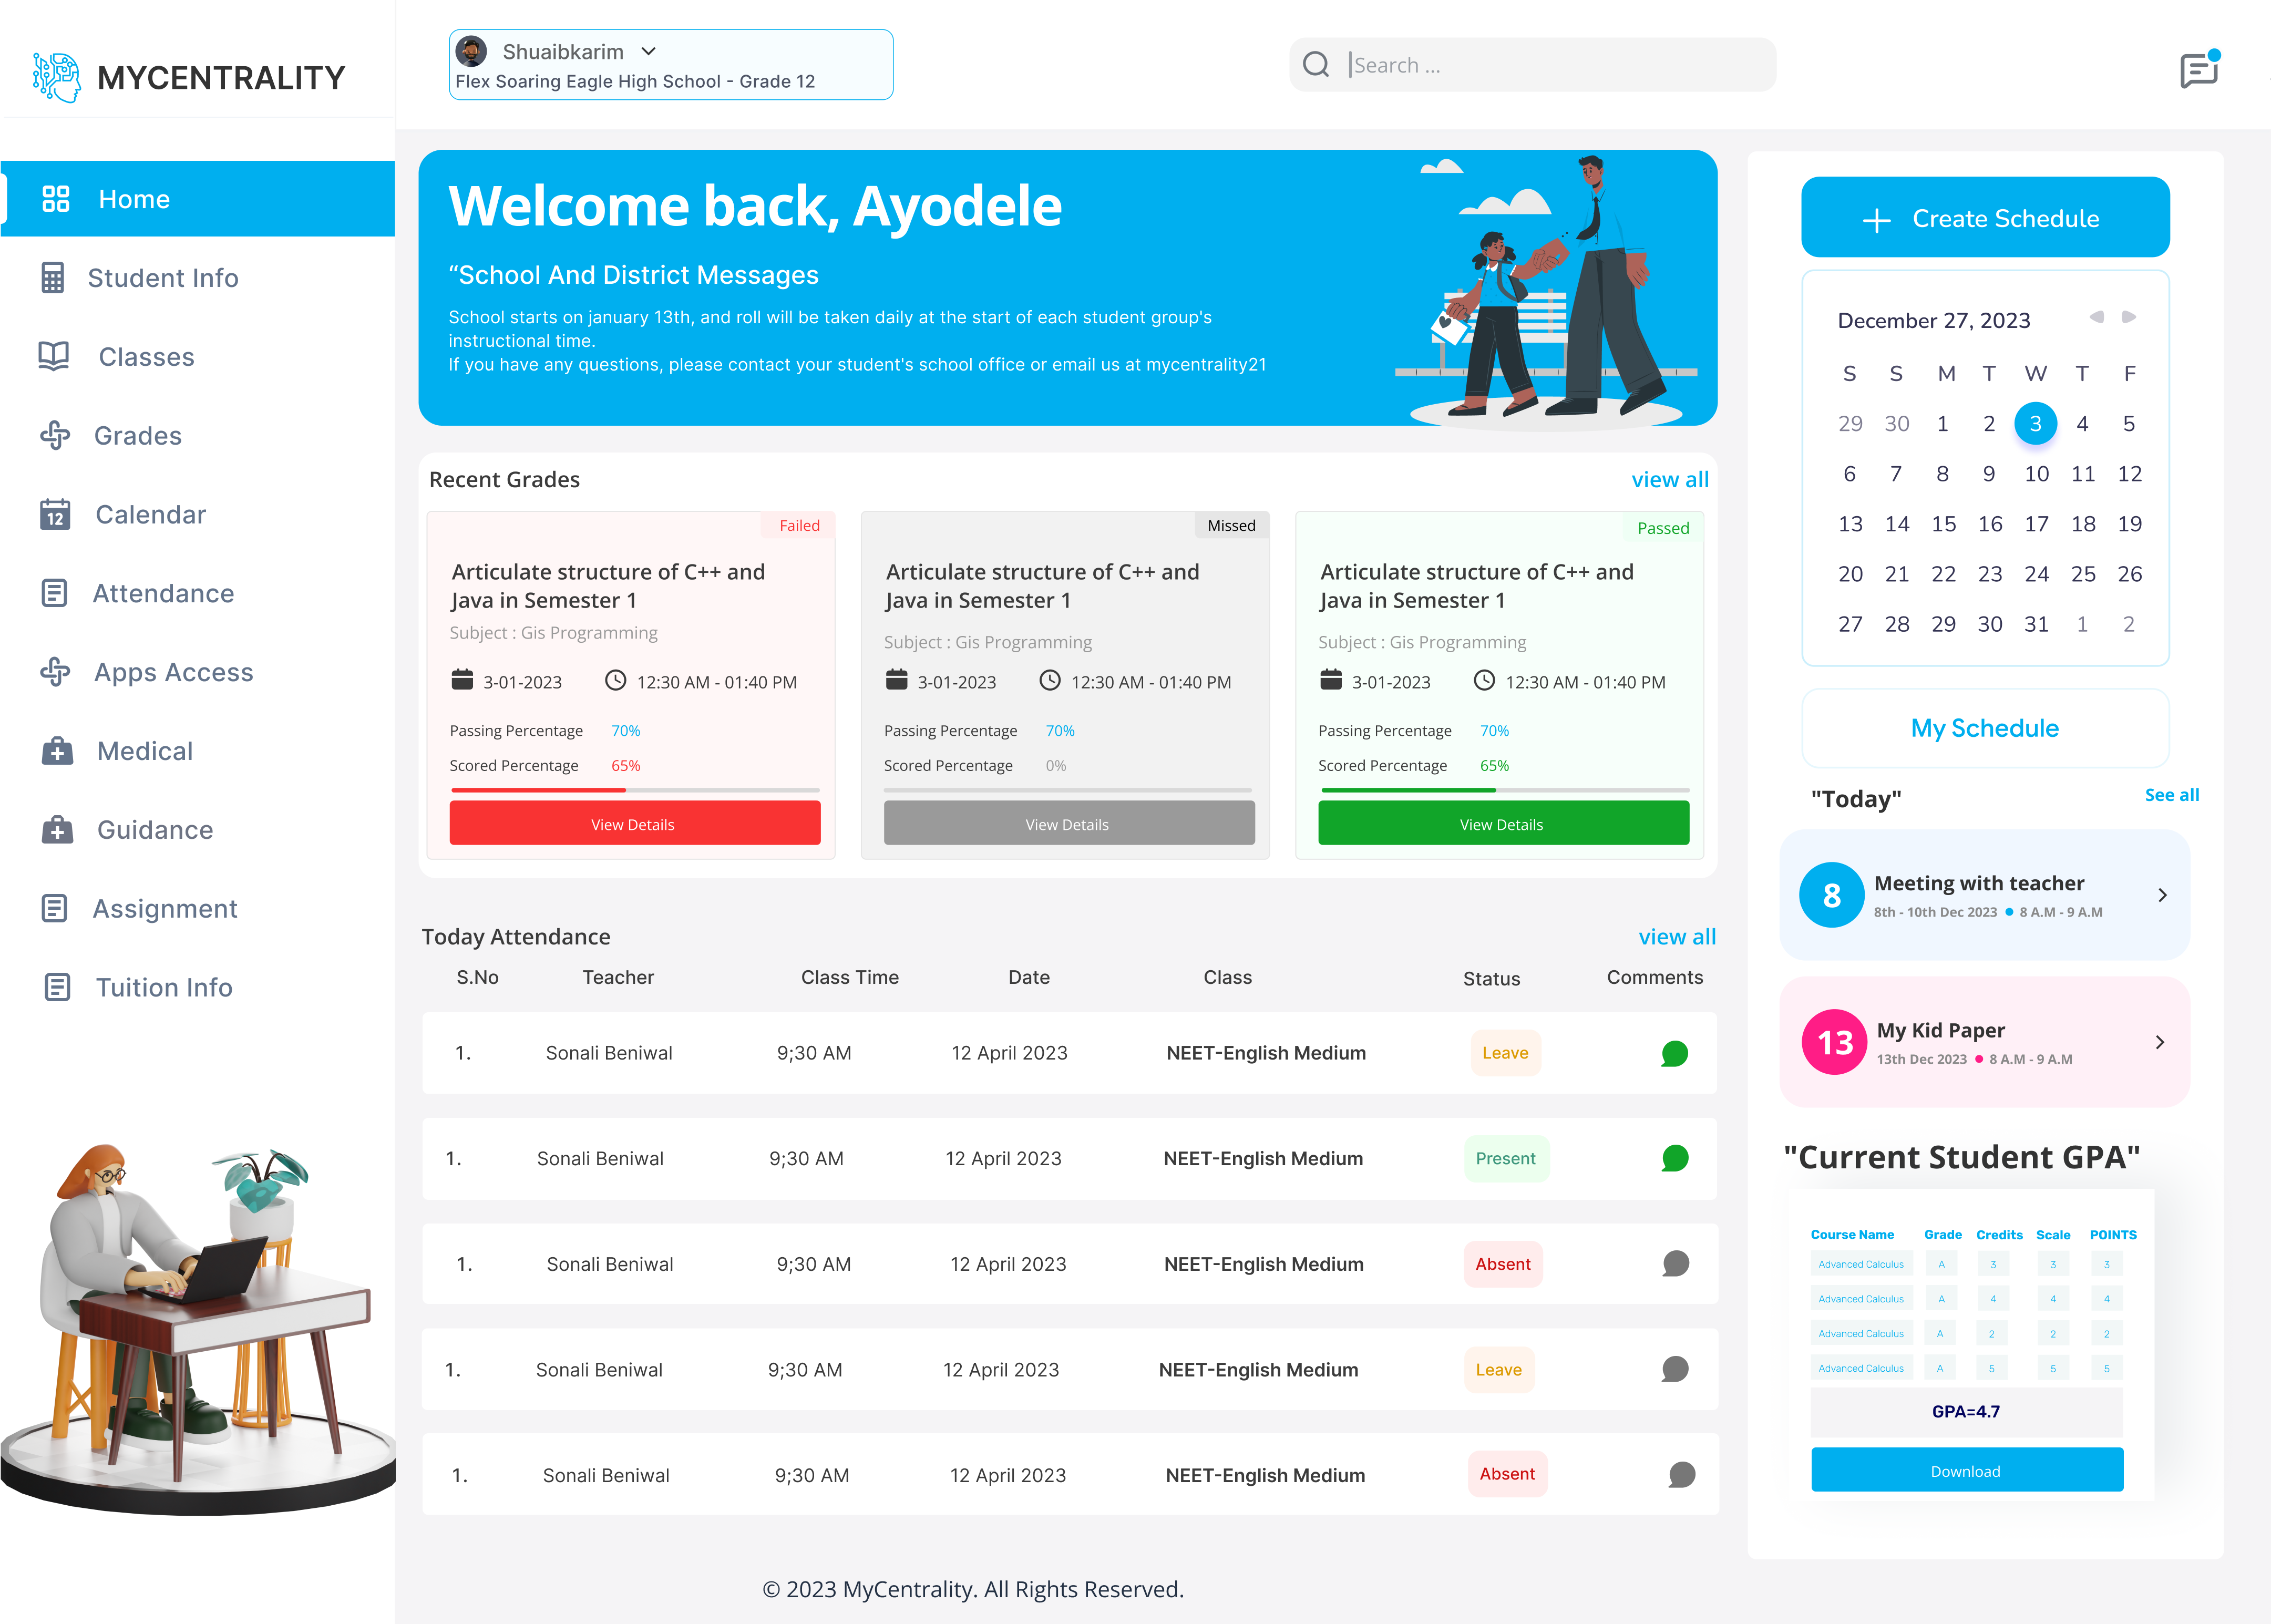 MYCENTRALITY
Shuaibkarim
Flex Soaring Eagle High School - Grade 12
Search ...
Home
Student Info
Classes
Grades
12
Calendar
Attendance
Apps Access
Medical
Guidance
Assignment
Tuition Info
Welcome back, Ayodele
“School And District Messages
School starts on january 13th, and roll will be taken daily at the start of each student group's
instructional time.
If you have any questions, please contact your student's school office or email us at mycentrality21
Recent Grades view all
Failed
Articulate structure of C++ and
Java in Semester 1
Subject : Gis Programming
3-01-2023 12:30 AM - 01:40 PM
Passing Percentage 70%
Scored Percentage 65%
View Details
Missed
Articulate structure of C++ and
Java in Semester 1
Subject : Gis Programming
3-01-2023 12:30 AM - 01:40 PM
Passing Percentage 70%
Scored Percentage 0%
View Details
Passed
Articulate structure of C++ and
Java in Semester 1
Subject : Gis Programming
3-01-2023 12:30 AM - 01:40 PM
Passing Percentage 70%
Scored Percentage 65%
View Details
Today Attendance view all
S.No Teacher Class Time Date Class Status Comments
1. Sonali Beniwal 9;30 AM 12 April 2023 NEET-English Medium Leave
1. Sonali Beniwal 9;30 AM 12 April 2023 NEET-English Medium Present
1. Sonali Beniwal 9;30 AM 12 April 2023 NEET-English Medium Absent
1. Sonali Beniwal 9;30 AM 12 April 2023 NEET-English Medium Leave
1. Sonali Beniwal 9;30 AM 12 April 2023 NEET-English Medium Absent
© 2023 MyCentrality. All Rights Reserved.
Create Schedule
December 27, 2023
S S M T W T F
29 30 1 2 3 4 5
6 7 8 9 10 11 12
13 14 15 16 17 18 19
20 21 22 23 24 25 26
27 28 29 30 31 1 2
My Schedule
"Today" See all
8
Meeting with teacher
8th - 10th Dec 2023 8 A.M - 9 A.M
13
My Kid Paper
13th Dec 2023 8 A.M - 9 A.M
"Current Student GPA"
Course Name Grade Credits Scale POINTS
Advanced Calculus A 3 3 3
Advanced Calculus A 4 4 4
Advanced Calculus A 2 2 2
Advanced Calculus A 5 5 5
GPA=4.7
Download